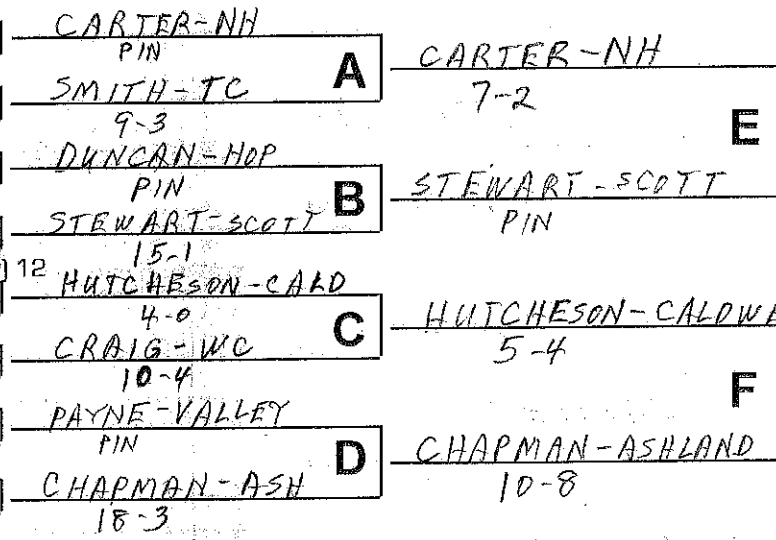 CARTER-NH
PIN
A
CARTER-NH
SMITH-TC
7-2
9-3
E
DUNCAN-HOP
PIN
B
STEWART-SCOTT
STEWART-SCOTT
PIN
15-1
12
HUTCHESON-CALD
4-0
C
HUTCHESON-CALDWE
CRAIG-WC
5-4
10-4
F
PAYNE-VALLEY
PIN
D
CHAPMAN-ASHLAND
CHAPMAN-ASH
10-8
18-3